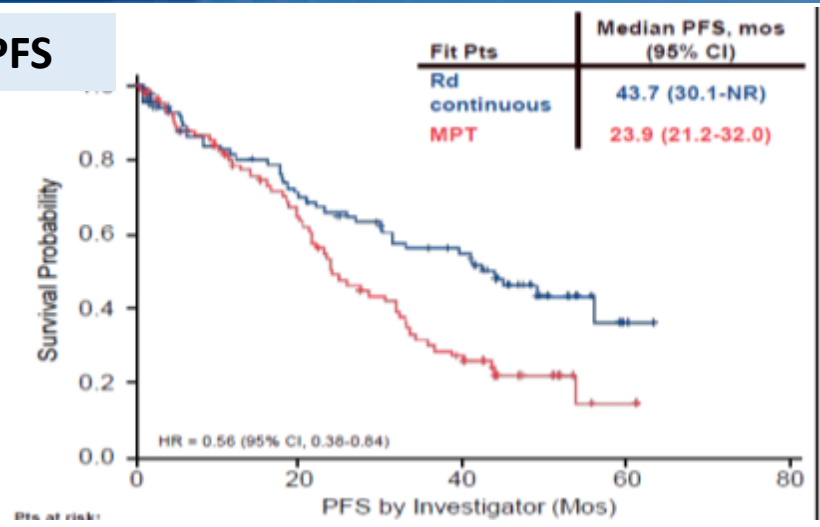 PFS
Median PFS, mos
Fit Pts (95% CI)
Rd
continuous 43.7 (30.1-NR)
MPT 23.9 (21.2-32.0)
0.8
0.6
0.4
0.2
0.0
Survival Probability
HR = 0.56 (95% CI, 0.38-0.84)
0 20 40 60 80
PFS by Investigator (Mos)
Pts at risk: